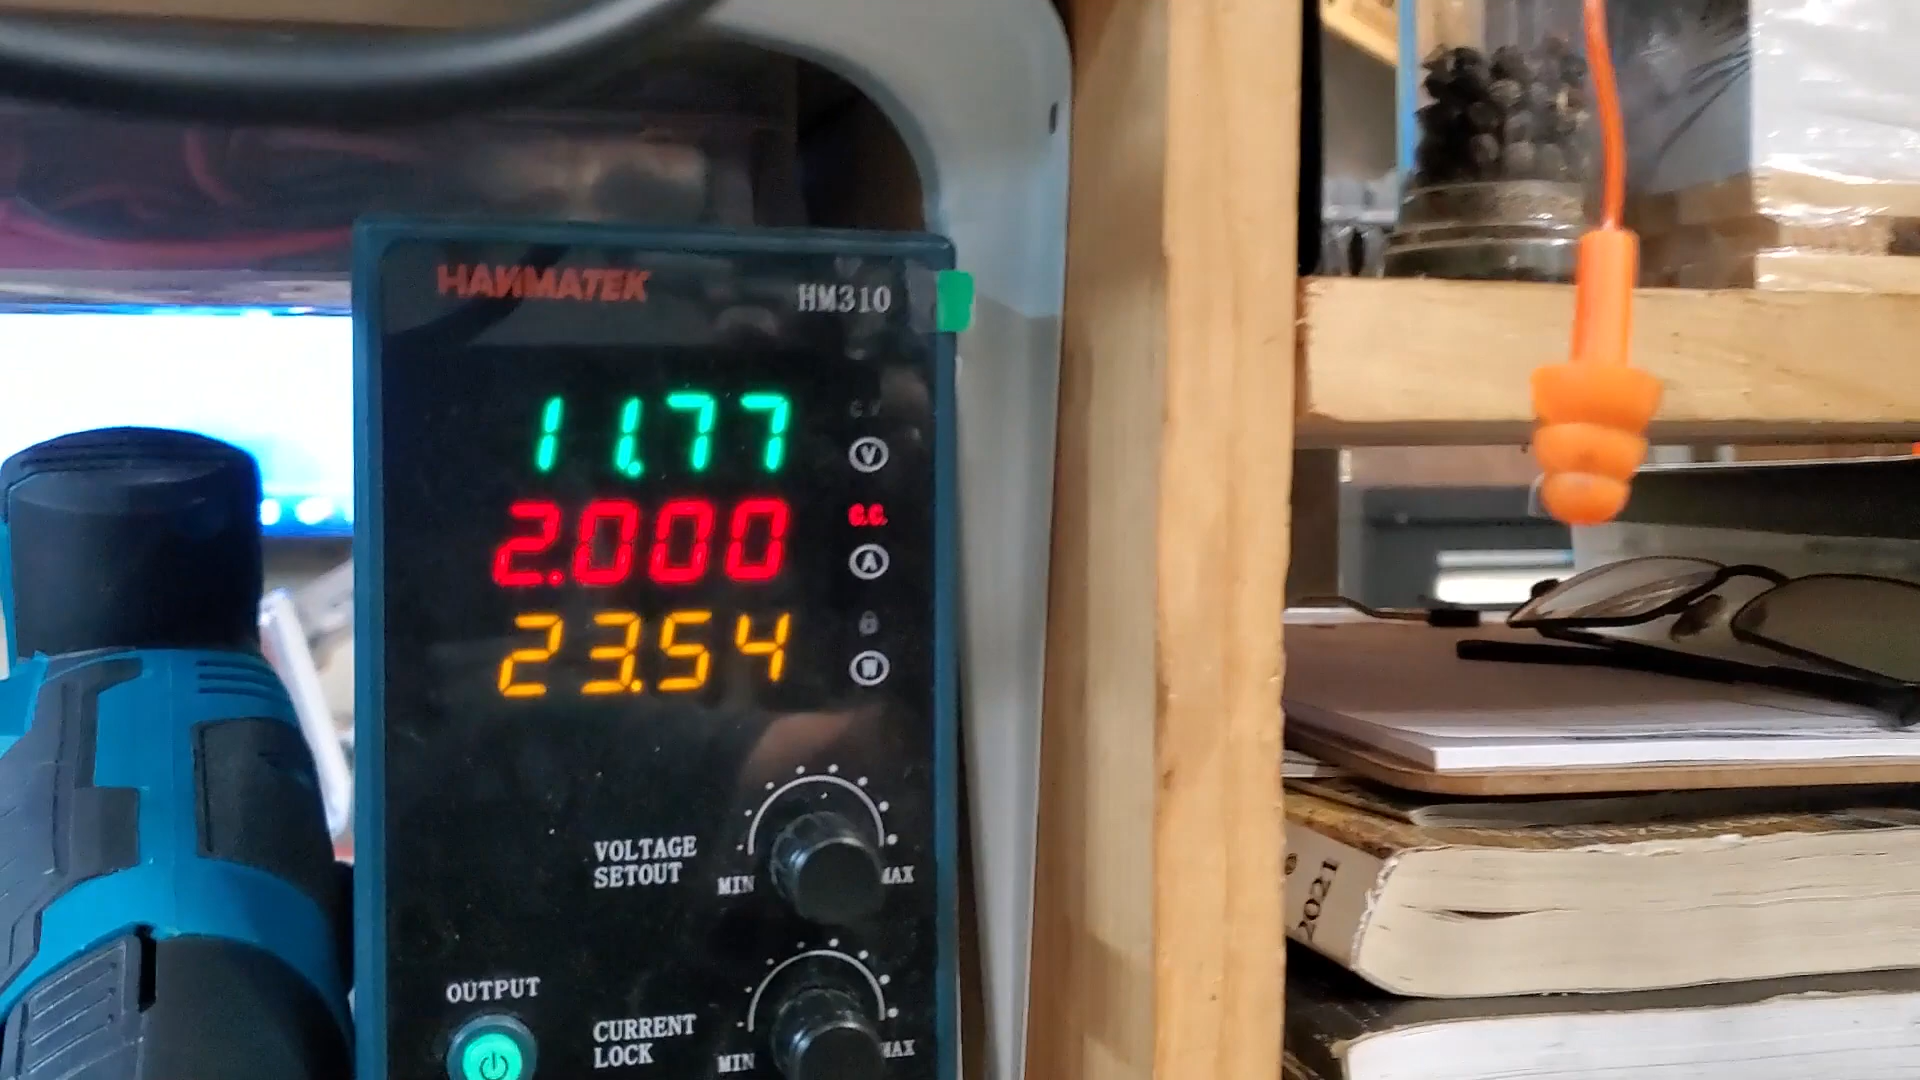 HANMATEK
HM310
11.77
C.V
V
2.000
C.C.
A
23.54
W
VOLTAGE
SETOUT
MIN
MAX
OUTPUT
CURRENT
LOCK
MIN
MAX
2021